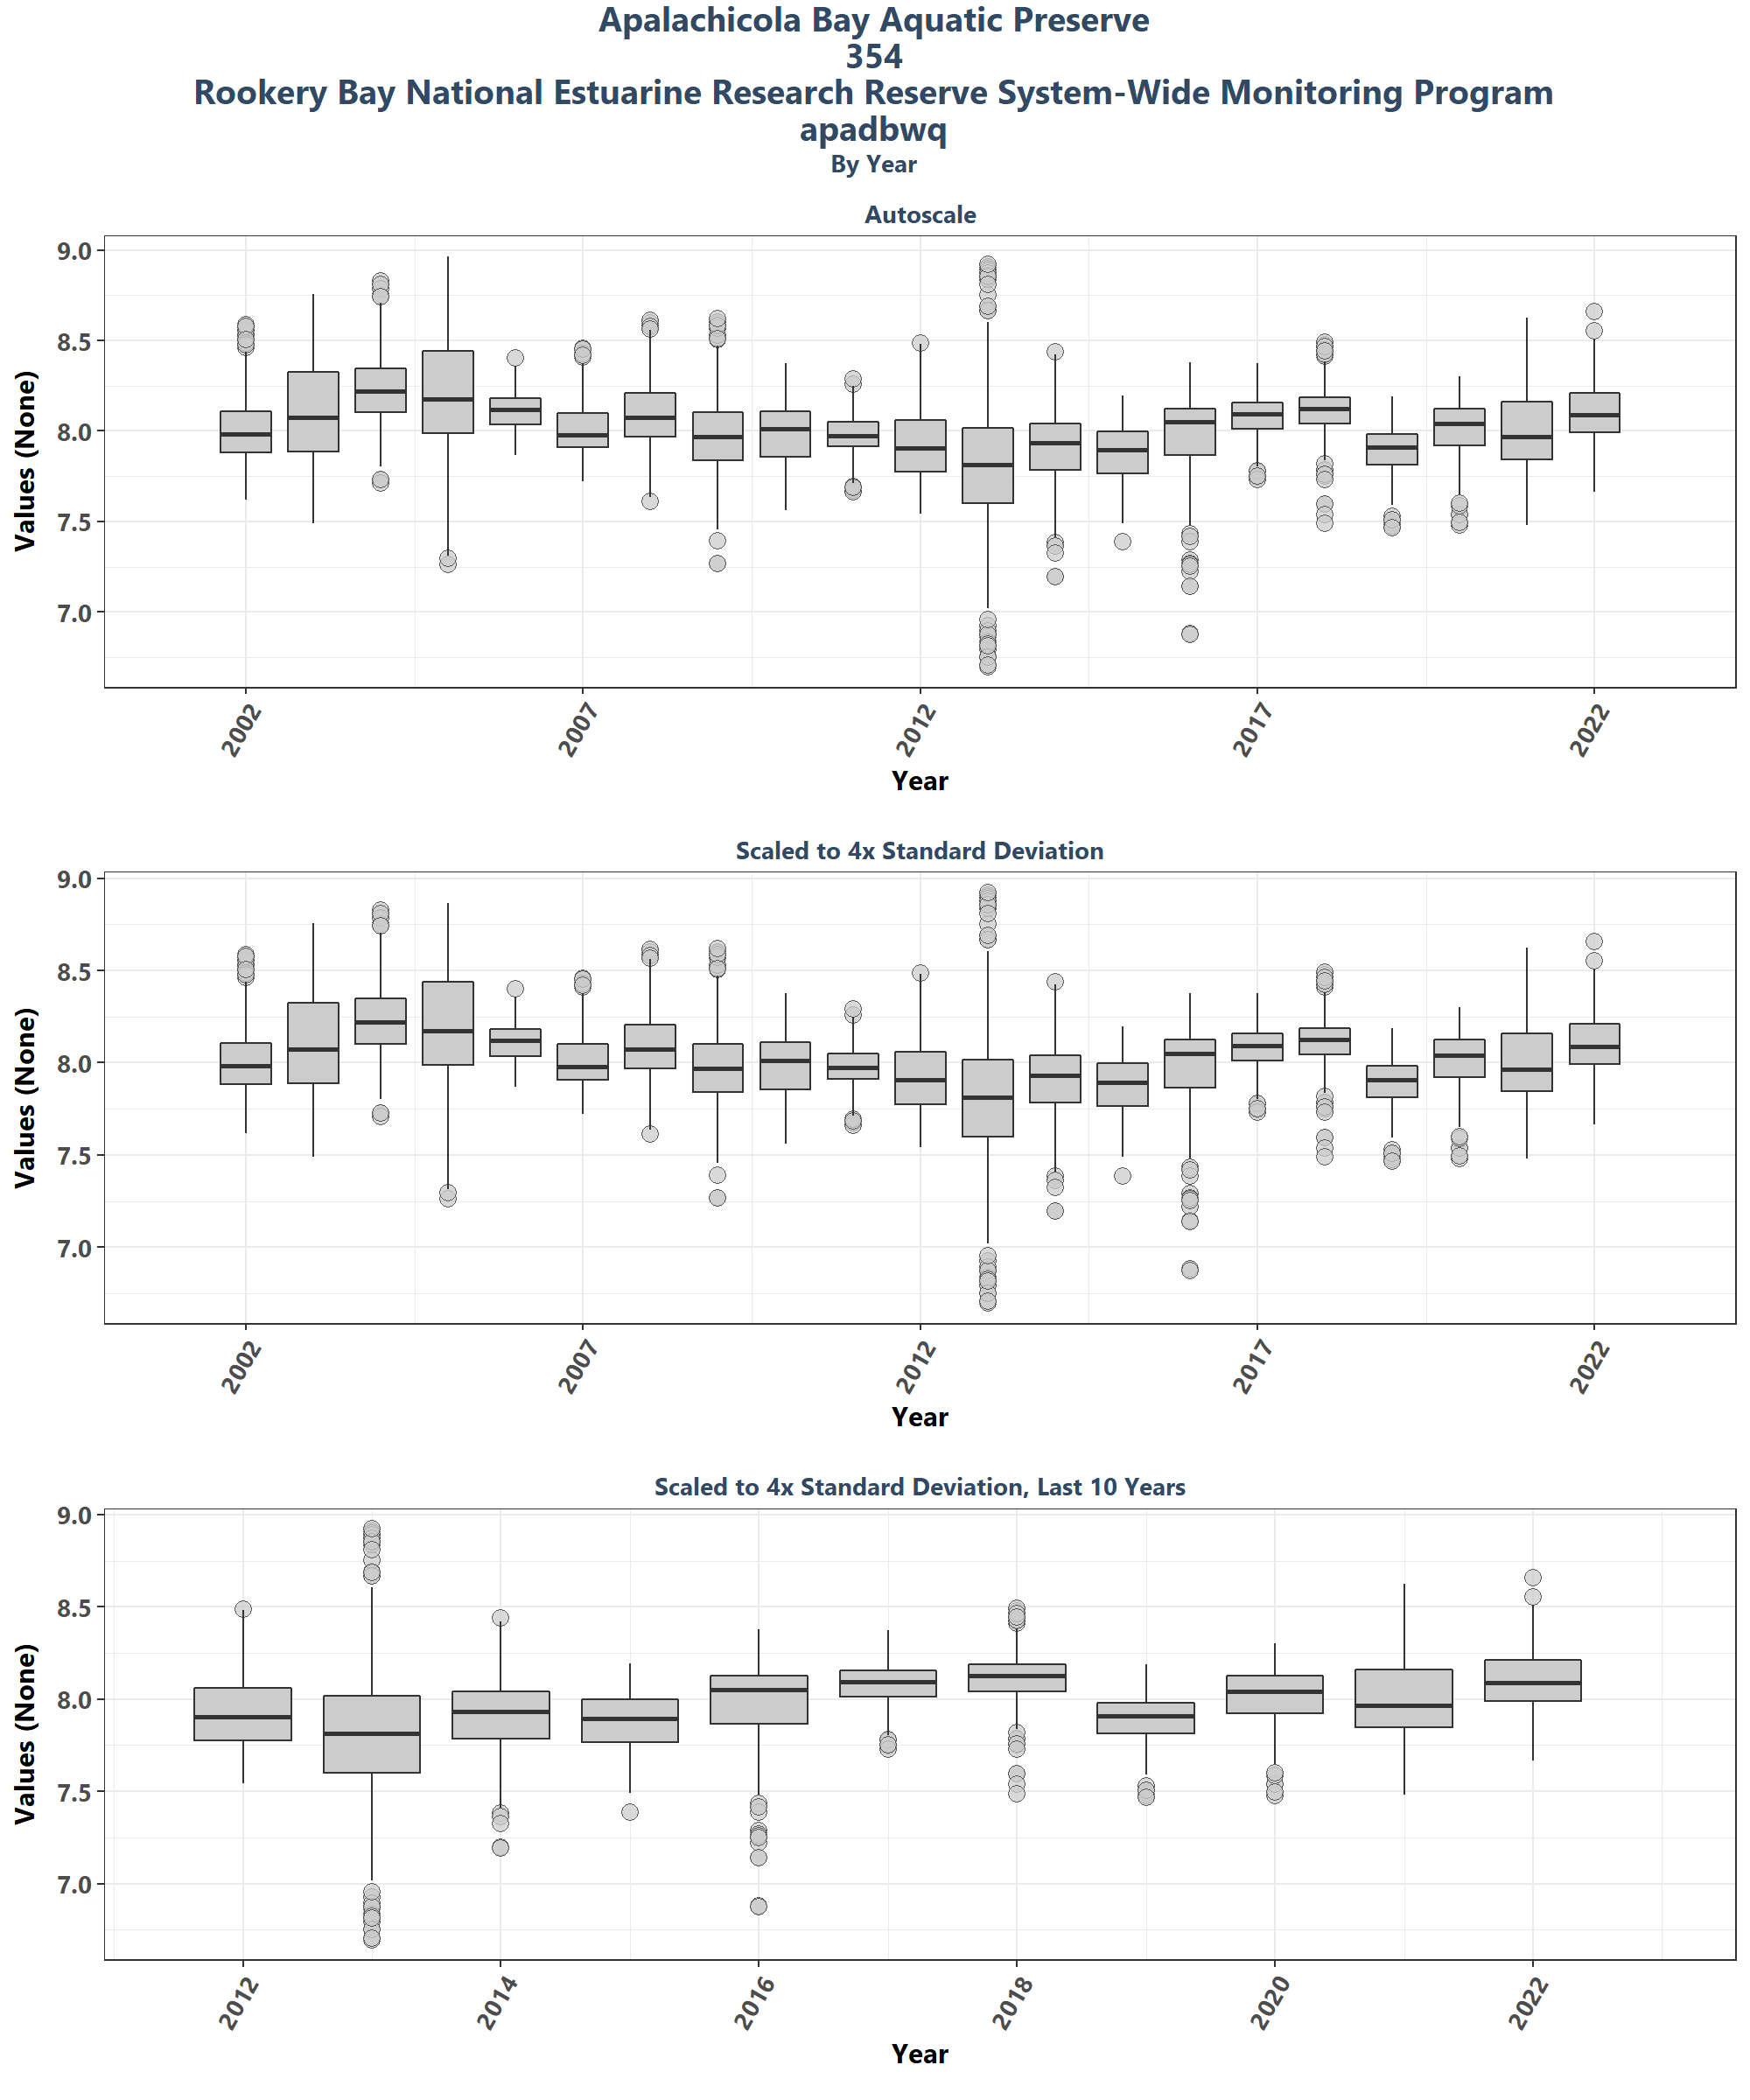 Apalachicola Bay Aquatic Preserve
354
Rookery Bay National Estuarine Research Reserve System-Wide Monitoring Program
apadbwq
By Year
Autoscale
Values (None)
9.0
8.5
8.0
7.5
7.0
2002
2007
2012
2017
2022
Year
Scaled to 4x Standard Deviation
Values (None)
9.0
8.5
8.0
7.5
7.0
2002
2007
2012
2017
2022
Year
Scaled to 4x Standard Deviation, Last 10 Years
Values (None)
9.0
8.5
8.0
7.5
7.0
2012
2014
2016
2018
2020
2022
Year